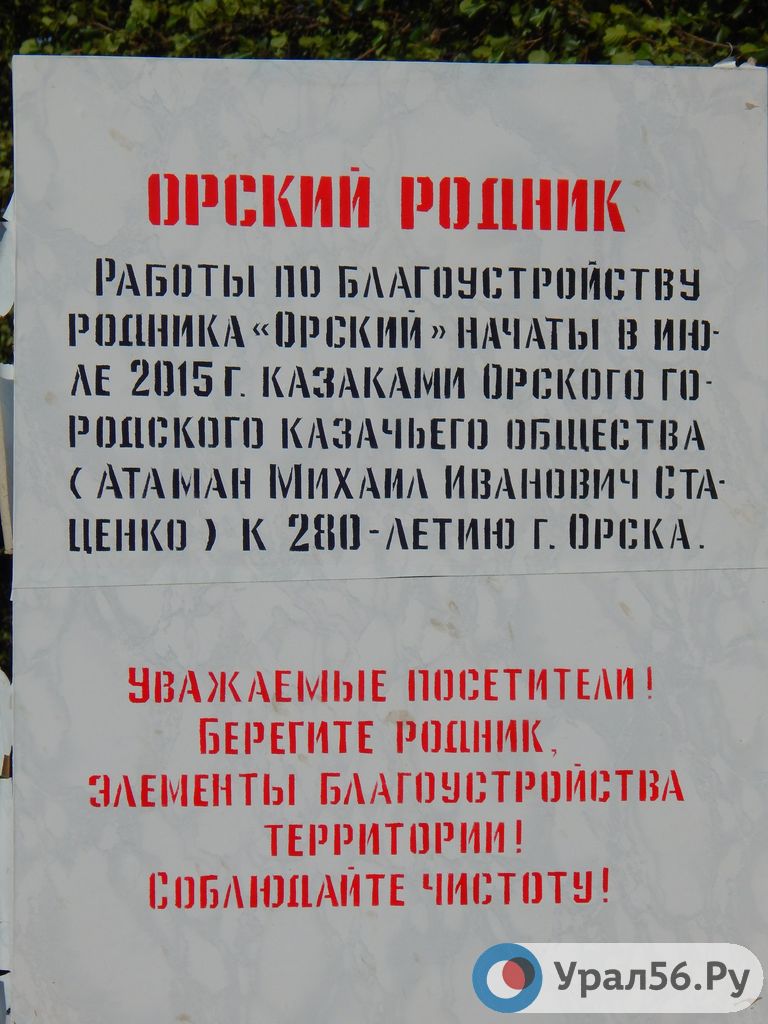 ОРСКИЙ РОДНИК
РАБОТЫ ПО БЛАГОУСТРОЙСТВУ
РОДНИКА «ОРСКИЙ» НАЧАТЫ В ИЮ-
ЛЕ 2015 Г. КАЗАКАМИ ОРСКОГО ГО-
РОДСКОГО КАЗАЧЬЕГО ОБЩЕСТВА
( АТАМАН МИХАИЛ ИВАНОВИЧ СТА-
ЦЕНКО ) К 280-ЛЕТИЮ Г. ОРСКА.
УВАЖАЕМЫЕ ПОСЕТИТЕЛИ!
БЕРЕГИТЕ РОДНИК,
ЭЛЕМЕНТЫ БЛАГОУСТРОЙСТВА
ТЕРРИТОРИИ!
СОБЛЮДАЙТЕ ЧИСТОТУ!
Урал56.Ру